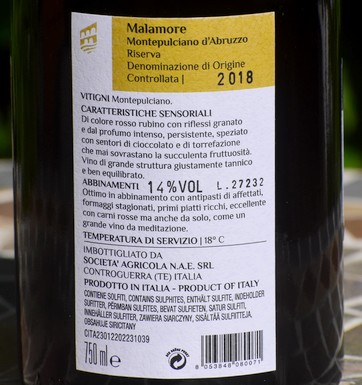 Malamore
Montepulciano d'Abruzzo
Riserva
Denominazione di Origine
Controllata | 2018
VITIGNI Montepulciano.
CARATTERISTICHE SENSORIALI
Di colore rosso rubino con riflessi granato
e dal profumo intenso, persistente, speziato
con sentori di cioccolato e di torrefazione
che mai sovrastano la succulenta fruttuosità.
Vino di grande struttura giustamente tannico
e ben equilibrato.
ABBINAMENTI 14%VOL L.27232
Ottimo in abbinamento con antipasti di affettati,
formaggi stagionati, primi piatti ricchi, eccellente
con carni rosse ma anche da solo, come un
grande vino da meditazione.
TEMPERATURA DI SERVIZIO | 18° C
IMBOTTIGLIATO DA
SOCIETA' AGRICOLA N.A.E. SRL
CONTROGUERRA (TE) ITALIA
PRODOTTO IN ITALIA - PRODUCT OF ITALY
CONTIENE SOLFITI, CONTAINS SULPHITES, ENTHÄLT SULFITE, INDEHOLDER
SULFITTER, PÕRMBAN SULFITES, BEVAT SULFIETEN, SATUR SULFITI,
INNEHÅLLER SULFITER, ZAWIERA SIARCZYNY, SISÄLTÄÄ SULFIITTEJA,
OBSAHUJE SIRICITANY
CITA23012202231039
750 ml e
8 053848 080071